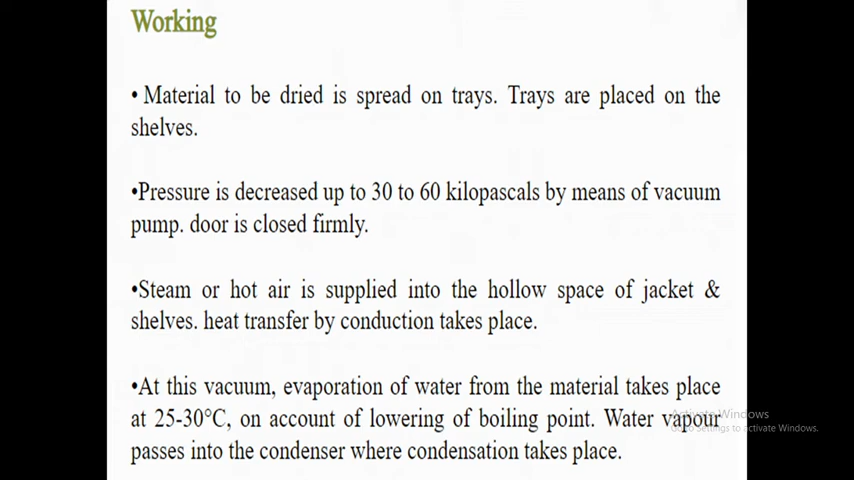 Working
• Material to be dried is spread on trays. Trays are placed on the
shelves.
•Pressure is decreased up to 30 to 60 kilopascals by means of vacuum
pump. door is closed firmly.
•Steam or hot air is supplied into the hollow space of jacket &
shelves. heat transfer by conduction takes place.
•At this vacuum, evaporation of water from the material takes place
at 25-30°C, on account of lowering of boiling point. Water vapour
passes into the condenser where condensation takes place.
Activate Windows
Go to Settings to activate Windows.